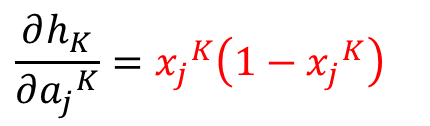 ∂h_K/∂a_j^K = x_j^K(1 − x_j^K)